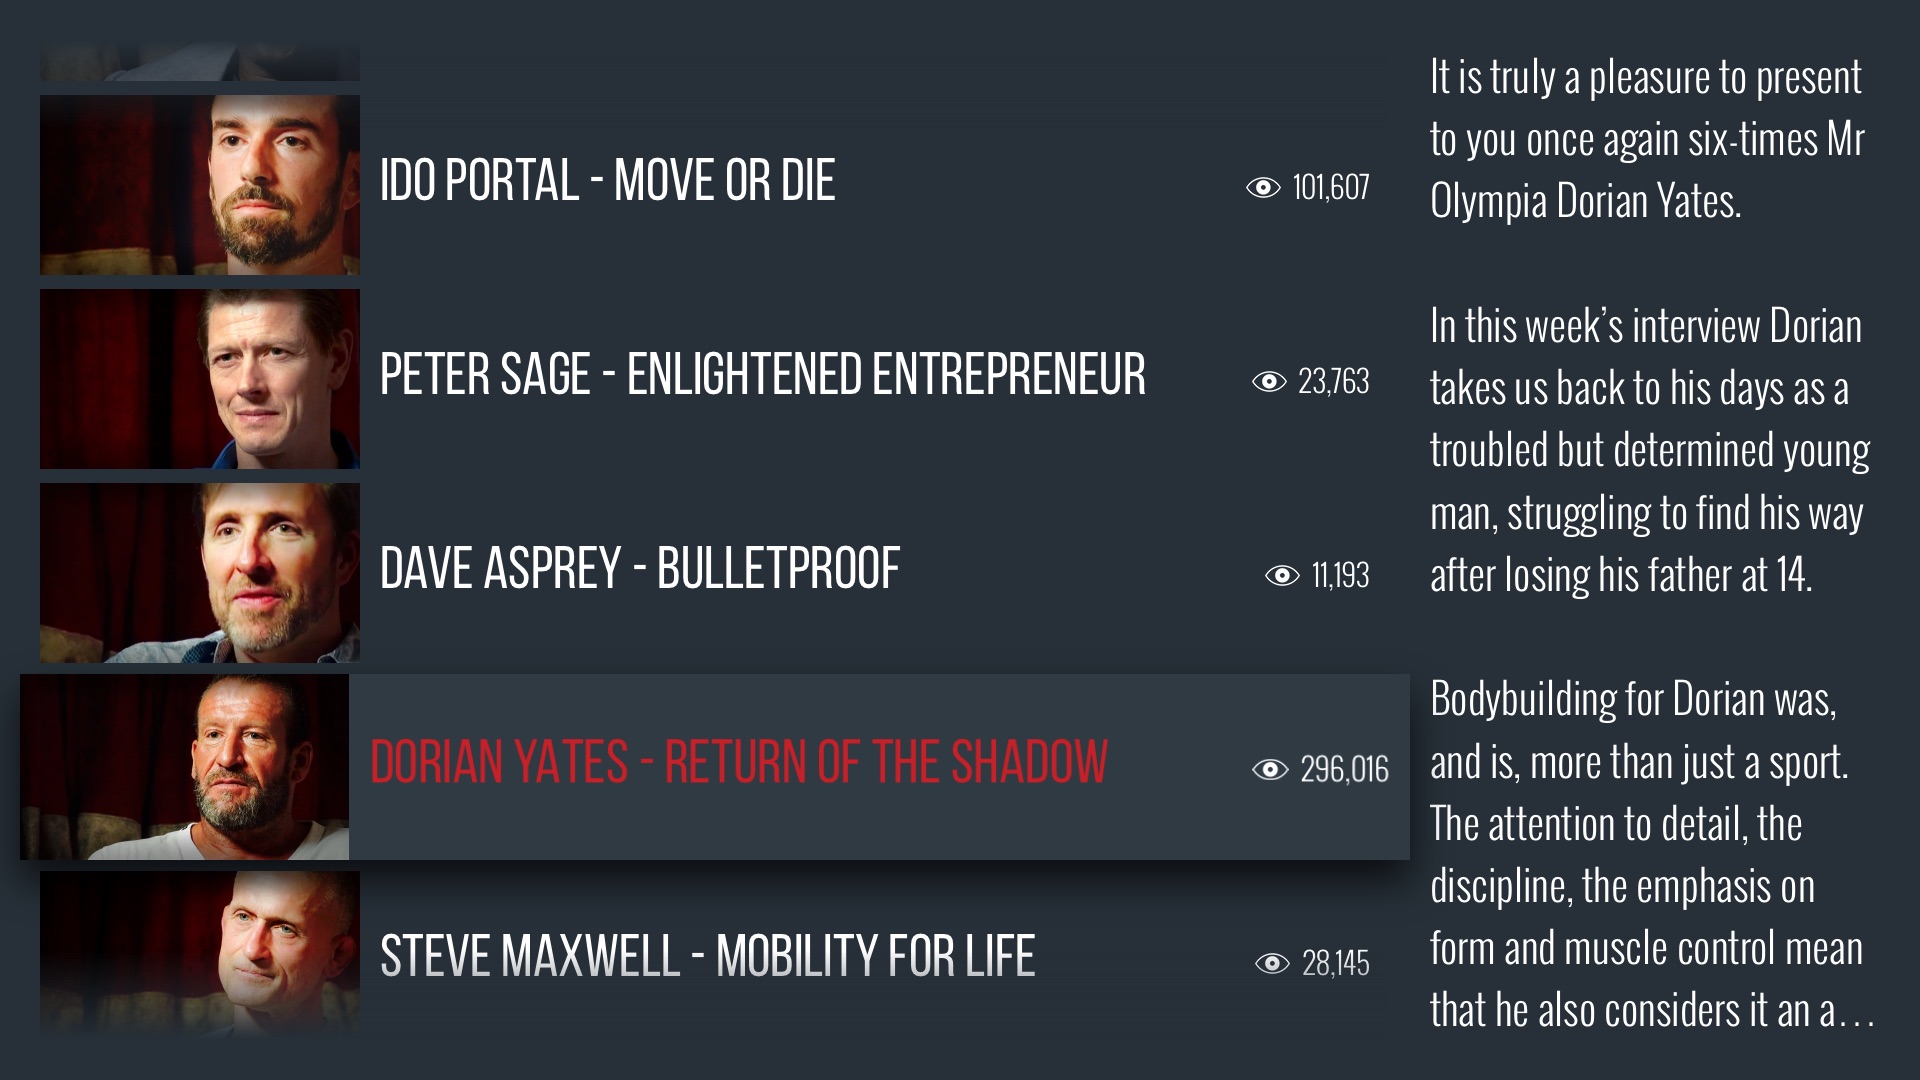 IDO PORTAL - MOVE OR DIE
101,607
PETER SAGE - ENLIGHTENED ENTREPRENEUR
23,763
DAVE ASPREY - BULLETPROOF
11,193
DORIAN YATES - RETURN OF THE SHADOW
296,016
STEVE MAXWELL - MOBILITY FOR LIFE
28,145
It is truly a pleasure to present
to you once again six-times Mr
Olympia Dorian Yates.
In this week’s interview Dorian
takes us back to his days as a
troubled but determined young
man, struggling to find his way
after losing his father at 14.
Bodybuilding for Dorian was,
and is, more than just a sport.
The attention to detail, the
discipline, the emphasis on
form and muscle control mean
that he also considers it an a…